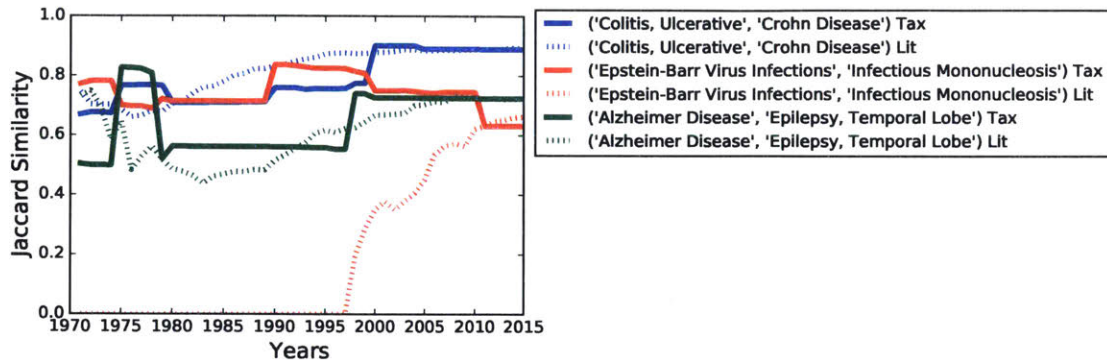 Jaccard Similarity
1.0
0.8
0.6
0.4
0.2
0.0
1970 1975 1980 1985 1990 1995 2000 2005 2010 2015
Years
('Colitis, Ulcerative', 'Crohn Disease') Tax
('Colitis, Ulcerative', 'Crohn Disease') Lit
('Epstein-Barr Virus Infections', 'Infectious Mononucleosis') Tax
('Epstein-Barr Virus Infections', 'Infectious Mononucleosis') Lit
('Alzheimer Disease', 'Epilepsy, Temporal Lobe') Tax
('Alzheimer Disease', 'Epilepsy, Temporal Lobe') Lit